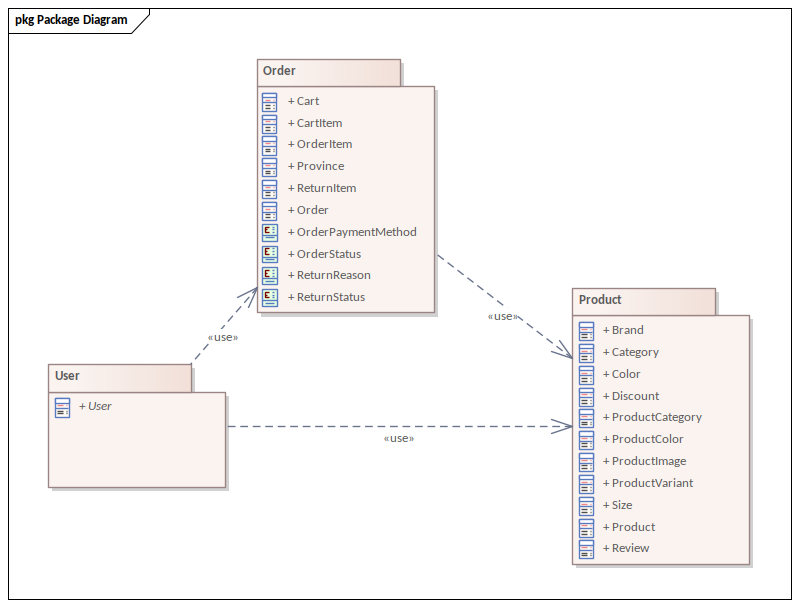 pkg Package Diagram
Order
+ Cart
+ CartItem
+ OrderItem
+ Province
+ ReturnItem
+ Order
+ OrderPaymentMethod
+ OrderStatus
+ ReturnReason
+ ReturnStatus
«use»
«use»
Product
+ Brand
+ Category
+ Color
+ Discount
+ ProductCategory
+ ProductColor
+ ProductImage
+ ProductVariant
+ Size
+ Product
+ Review
User
+ User
«use»